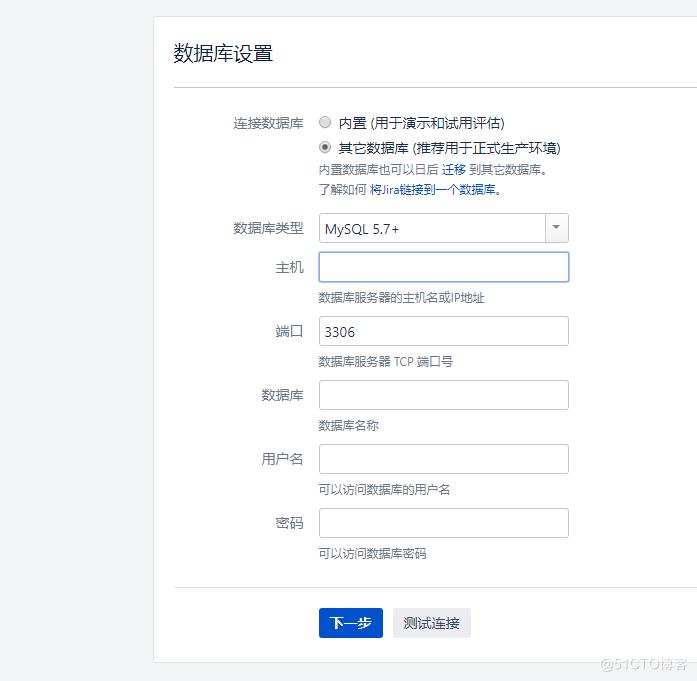 数据库设置
连接数据库
内置 (用于演示和试用评估)
其它数据库 (推荐用于正式生产环境)
内置数据库也可以日后 迁移 到其它数据库。
了解如何 将Jira链接到一个数据库。
数据库类型 MySQL 5.7+
主机
数据库服务器的主机名或IP地址
端口 3306
数据库服务器 TCP 端口号
数据库
数据库名称
用户名
可以访问数据库的用户名
密码
可以访问数据库密码
下一步 测试连接
@51CTO博客